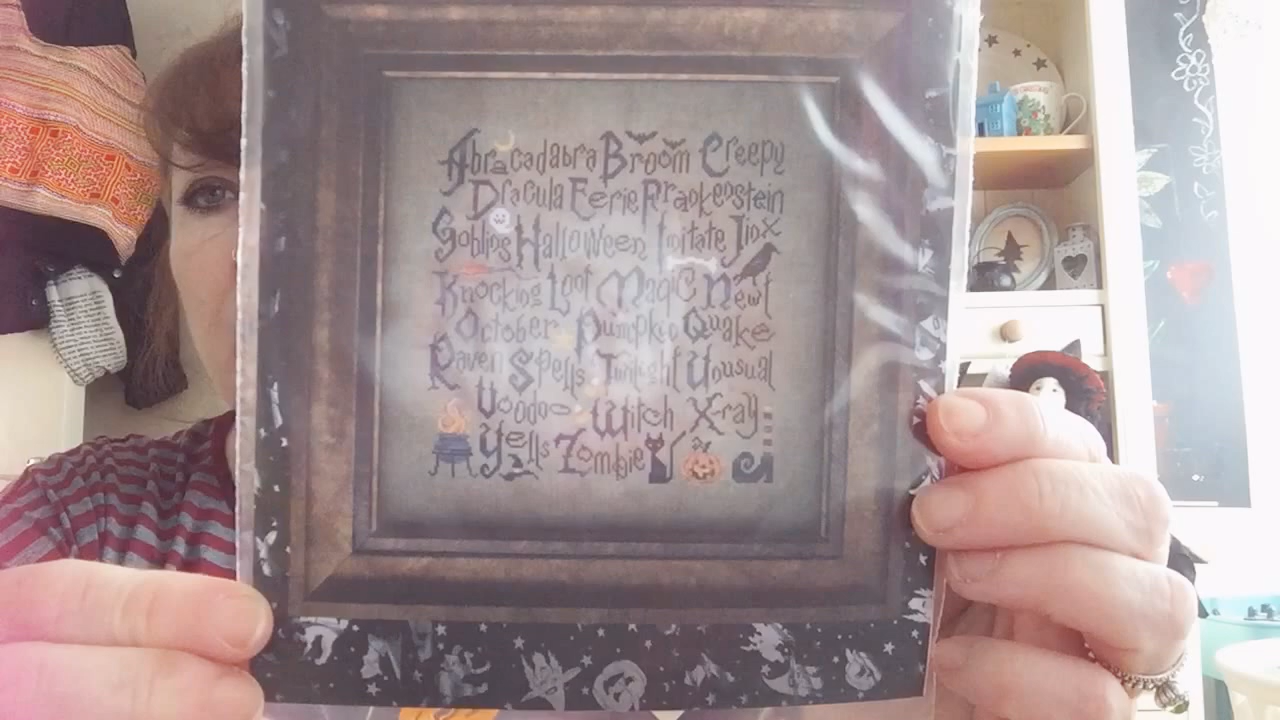 Abracadabra Broom Creepy
Dracula Eerie Frankenstein
Goblins Halloween Imitate Jinx
Knocking Loot Magic Newt
October Pumpkin Quake
Raven Spells Twilight Unusual
Voodoo Witch X-ray
Yells Zombie